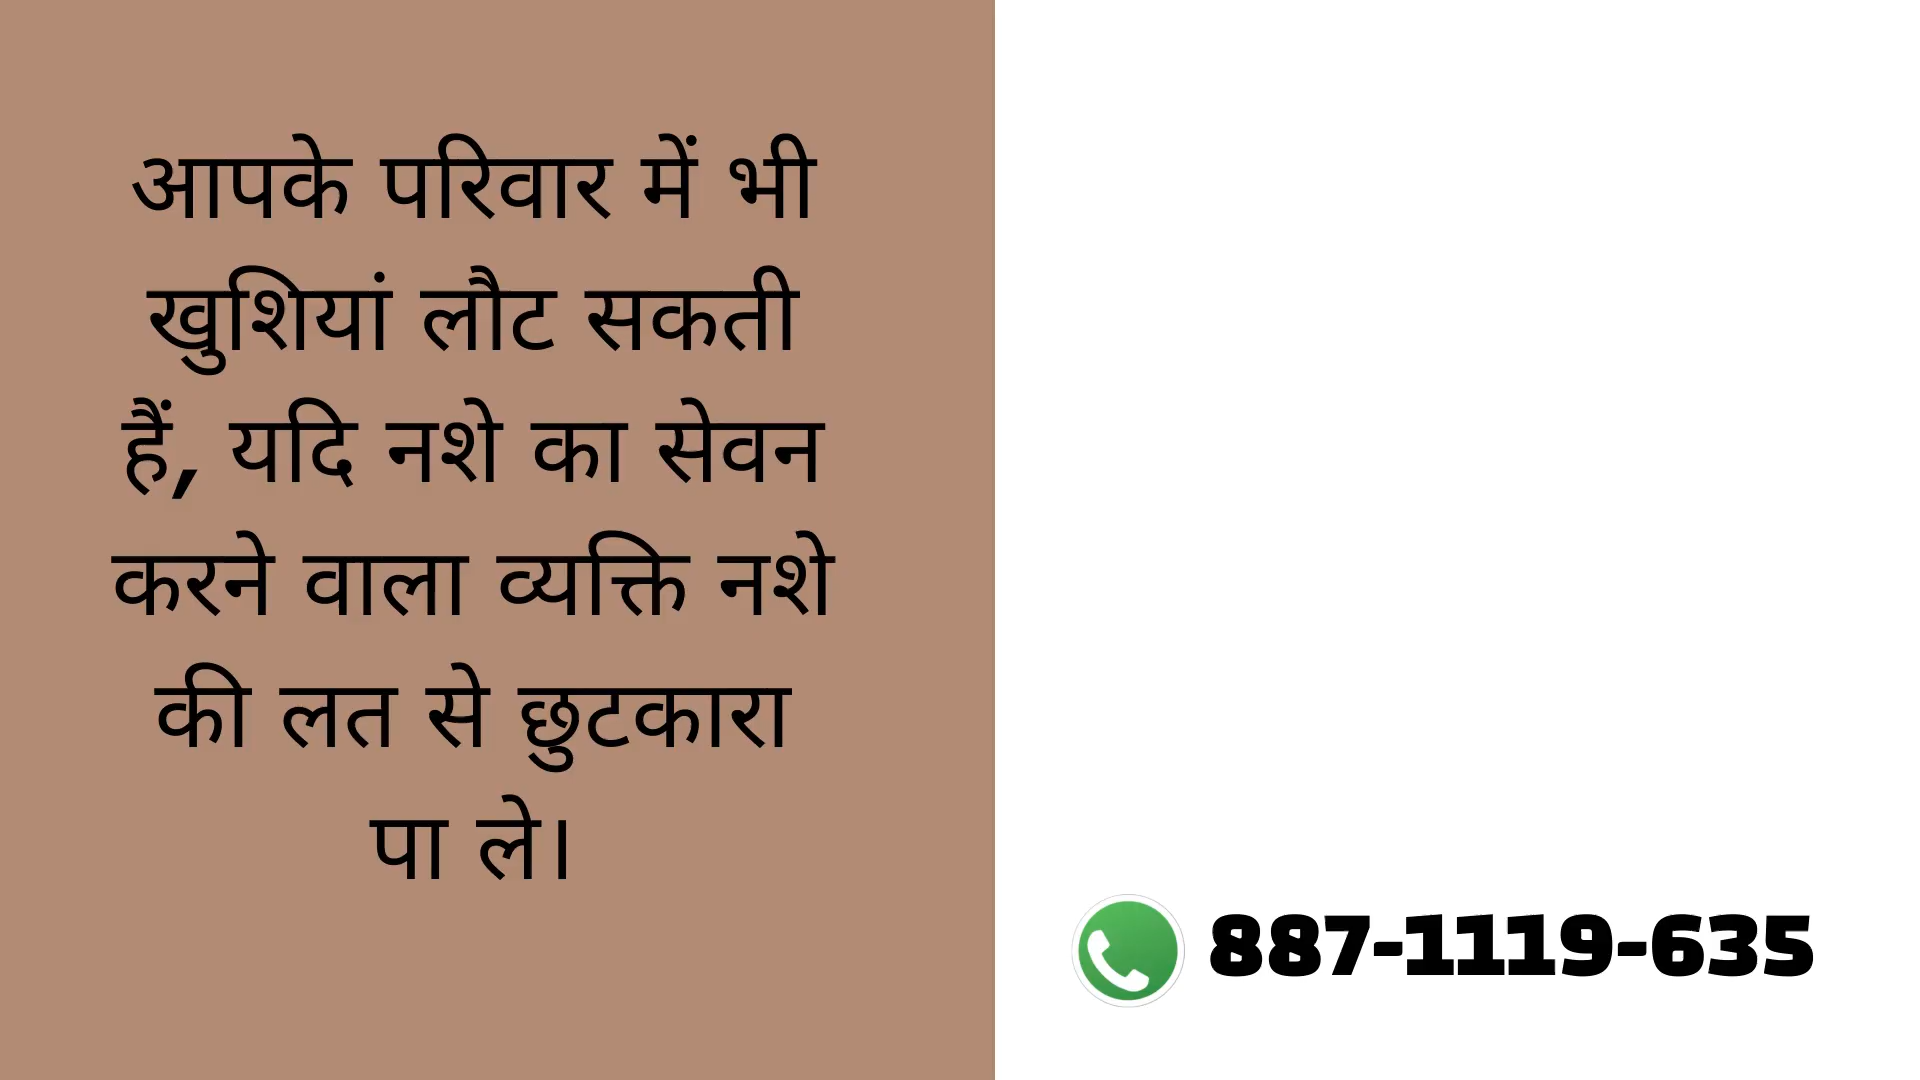 आपके परिवार में भी
खुशियां लौट सकती
हैं, यदि नशे का सेवन
करने वाला व्यक्ति नशे
की लत से छुटकारा
पा ले।
887-1119-635